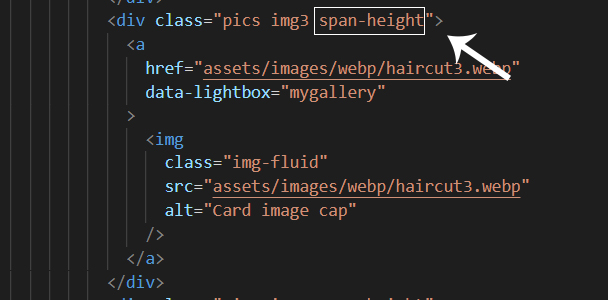 </div>
<div class="pics img3 span-height">
<a
href="assets/images/webp/haircut3.webp"
data-lightbox="mygallery"
>
<img
class="img-fluid"
src="assets/images/webp/haircut3.webp"
alt="Card image cap"
/>
</a>
</div>